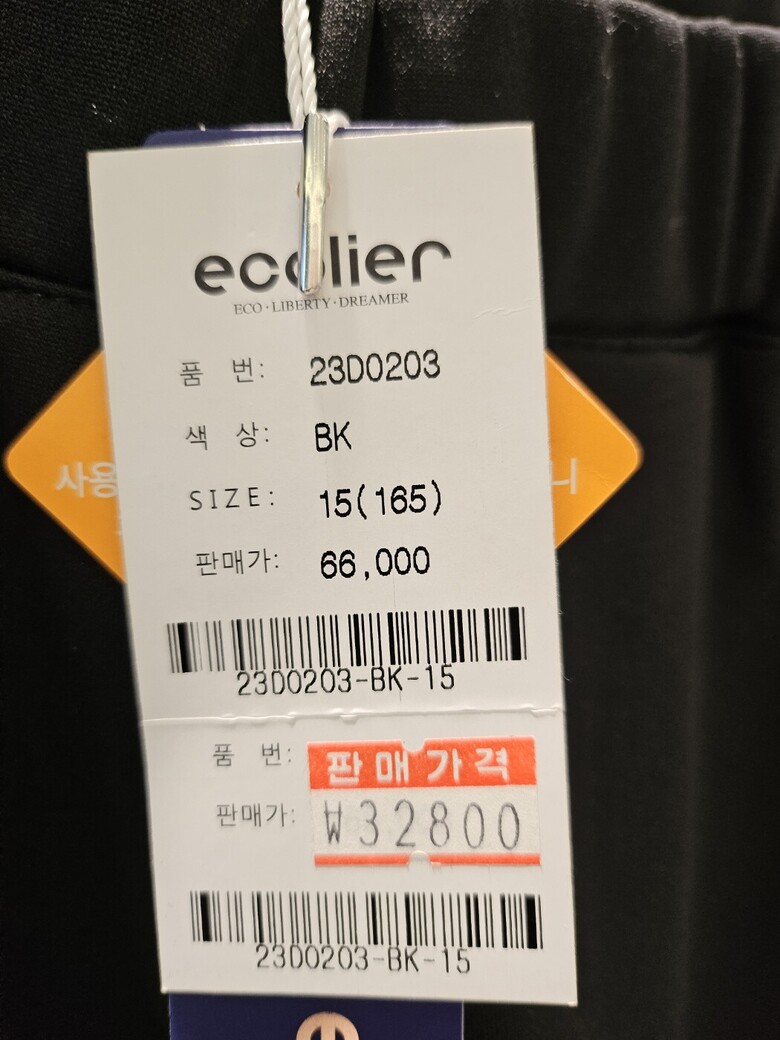 ecolier
ECO·LIBERTY·DREAMER
품 번: 23D0203
색 상: BK
SIZE: 15(165)
판매가: 66,000
23D0203-BK-15
품 번:
판매가격
판매가: ₩32800
23D0203-BK-15